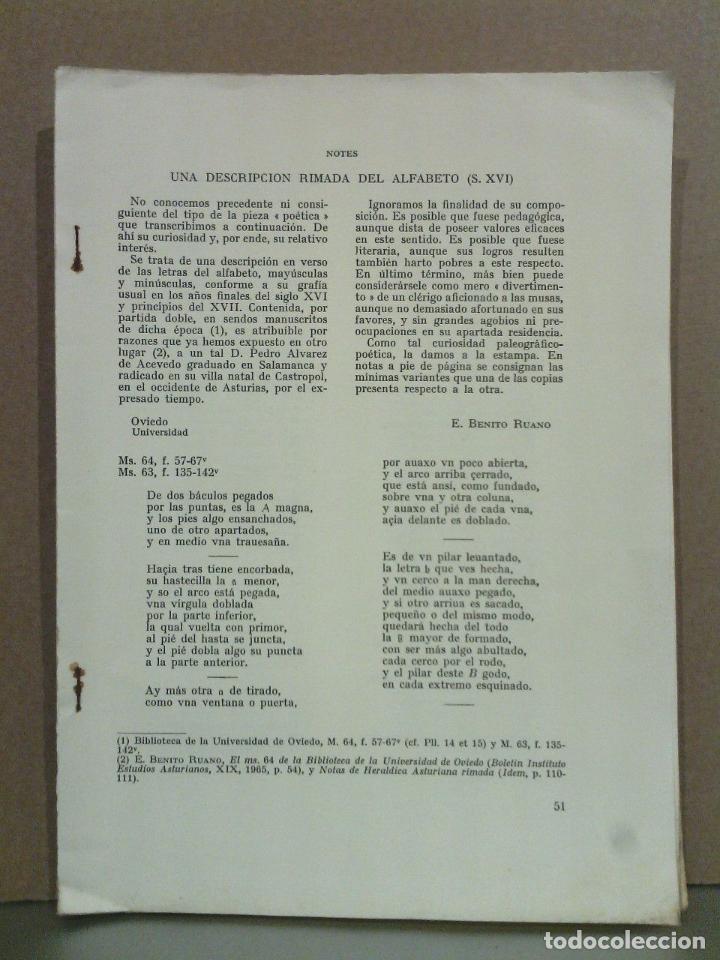 NOTES
UNA DESCRIPCION RIMADA DEL ALFABETO (S. XVI)
No conocemos precedente ni consi-
guiente del tipo de la pieza « poética »
que transcribimos a continuación. De
ahí su curiosidad y, por ende, su relativo
interés.
Se trata de una descripción en verso
de las letras del alfabeto, mayúsculas
y minúsculas, conforme a su grafía
usual en los años finales del siglo XVI
y principios del XVII. Contenida, por
partida doble, en sendos manuscritos
de dicha época (1), es atribuible por
razones que ya hemos expuesto en otro
lugar (2), a un tal D. Pedro Alvarez
de Acevedo graduado en Salamanca y
radicado en su villa natal de Castropol,
en el occidente de Asturias, por el ex-
presado tiempo.
Ignoramos la finalidad de su compo-
sición. Es posible que fuese pedagógica,
aunque dista de poseer valores eficaces
en este sentido. Es posible que fuese
literaria, aunque sus logros resulten
también harto pobres a este respecto.
En último término, más bien puede
considerársele como mero « divertimen-
to » de un clérigo aficionado a las musas,
aunque no demasiado afortunado en sus
favores, y sin grandes agobios ni pre-
ocupaciones en su apartada residencia.
Como tal curiosidad paleográfico-
poética, la damos a la estampa. En
notas a pie de página se consignan las
mínimas variantes que una de las copias
presenta respecto a la otra.
Oviedo
Universidad
E. BENITO RUANO
Ms. 64, f. 57-67v
Ms. 63, f. 135-142v
De dos báculos pegados
por las puntas, es la A magna,
y los pies algo ensanchados,
uno de otro apartados,
y en medio vna trauesaña.
Haçia tras tiene encorbada,
su hastecilla la a menor,
y so el arco está pegada,
vna vírgula doblada
por la parte inferior,
la qual vuelta con primor,
al pié del hasta se juncta,
y el pié dobla algo su puncta
a la parte anterior.
Ay más otra a de tirado,
como vna ventana o puerta,
por auaxo vn poco abierta,
y el arco arriba çerrado,
que está ansí, como fundado,
sobre vna y otra coluna,
y auaxo el pié de cada vna,
açia delante es doblado.
Es de vn pilar leuantado,
la letra b que ves hecha,
y vn cerco a la man derecha,
del medio auaxo pegado,
y si otro arriua es sacado,
pequeño o del mismo modo,
quedará hecha del todo
la B mayor de formado,
con ser más algo abultado,
cada cerco por el rodo,
y el pilar deste B godo,
en cada extremo esquinado.
(1) Biblioteca de la Universidad de Oviedo, M. 64, f. 57-67v (cf. Pll. 14 et 15) y M. 63, f. 135-
142v.
(2) E. BENITO RUANO, El ms. 64 de la Biblioteca de la Universidad de Oviedo (Boletín Instituto
Estudios Asturianos, XIX, 1965, p. 54), y Notas de Heraldica Asturiana rimada (Idem, p. 110-
111).
51
todocoleccion